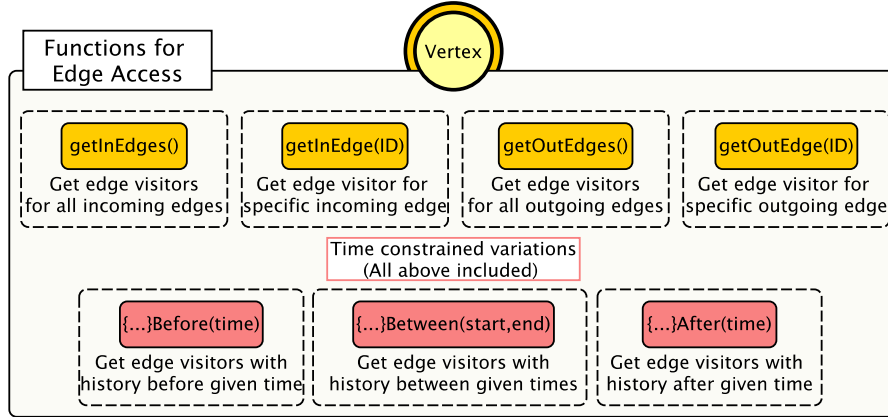 Functions for
Edge Access
Vertex
getInEdges()
Get edge visitors
for all incoming edges
getInEdge(ID)
Get edge visitor for
specific incoming edge
getOutEdges()
Get edge visitors
for all outgoing edges
getOutEdge(ID)
Get edge visitor for
specific outgoing edge
Time constrained variations
(All above included)
{...}Before(time)
Get edge visitors with
history before given time
{...}Between(start,end)
Get edge visitors with
history between given times
{...}After(time)
Get edge visitors with
history after given time